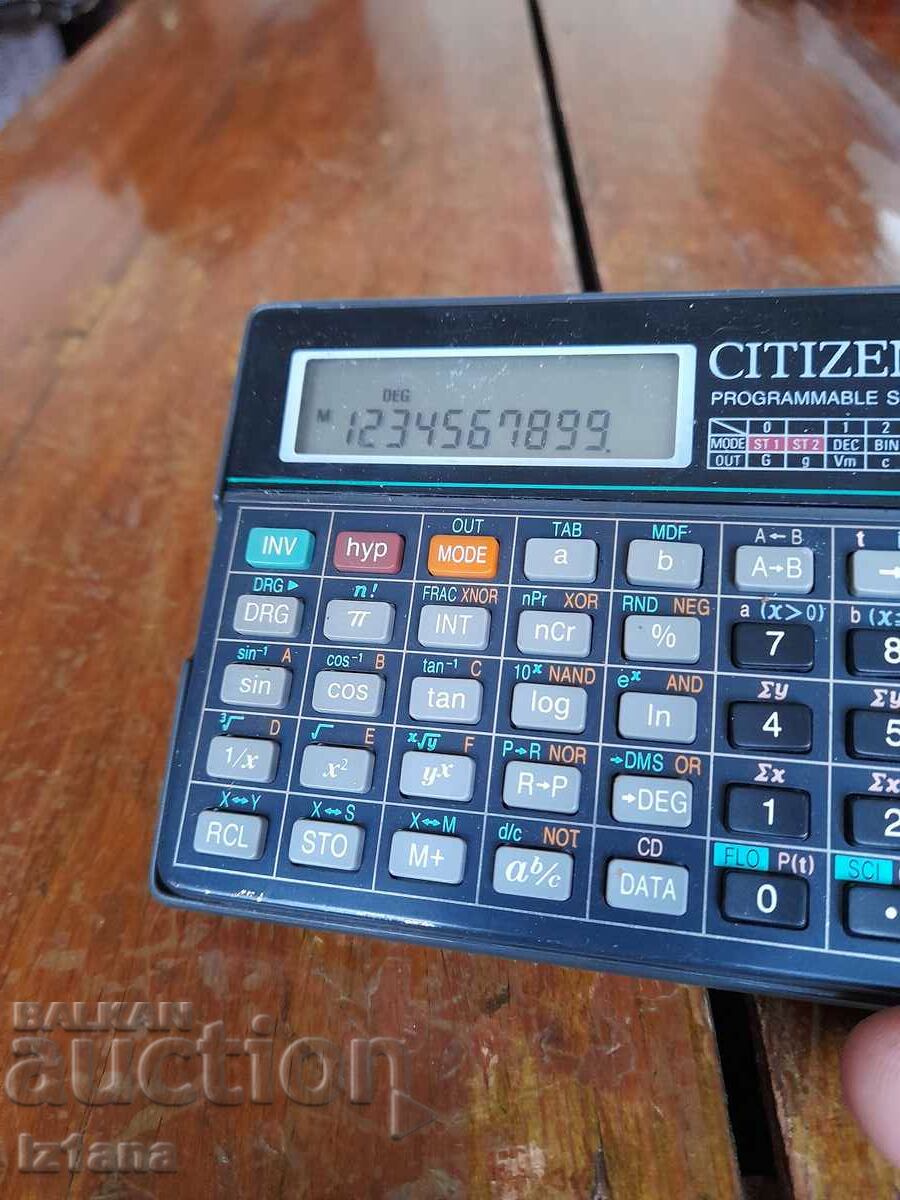 CITIZE
PROGRAMMABLE S
DEG
M 1234567899.
0 . 1 2
MODE ST 1 ST 2 DEC BIN
OUT G g Vm c
OUT TAB MDF A←B t
INV hyp MODE a b A→B →
DRG► n! FRAC XNOR nPr XOR RND NEG a (x>0) b (x
DRG π INT nCr % 7 8
sin⁻¹ A cos⁻¹ B tan⁻¹ C 10ˣ NAND eˣ AND Σy Σy
sin cos tan log ln 4 5
³√ D √ E ˣ√y F P→R NOR →DMS OR Σx Σx
1/x x² yˣ R→P →DEG 1 2
X↔Y X↔S X↔M d/c NOT CD FLO P(t) SCI
RCL STO M+ ab/c DATA 0 •
BALKAN
auction
iztana